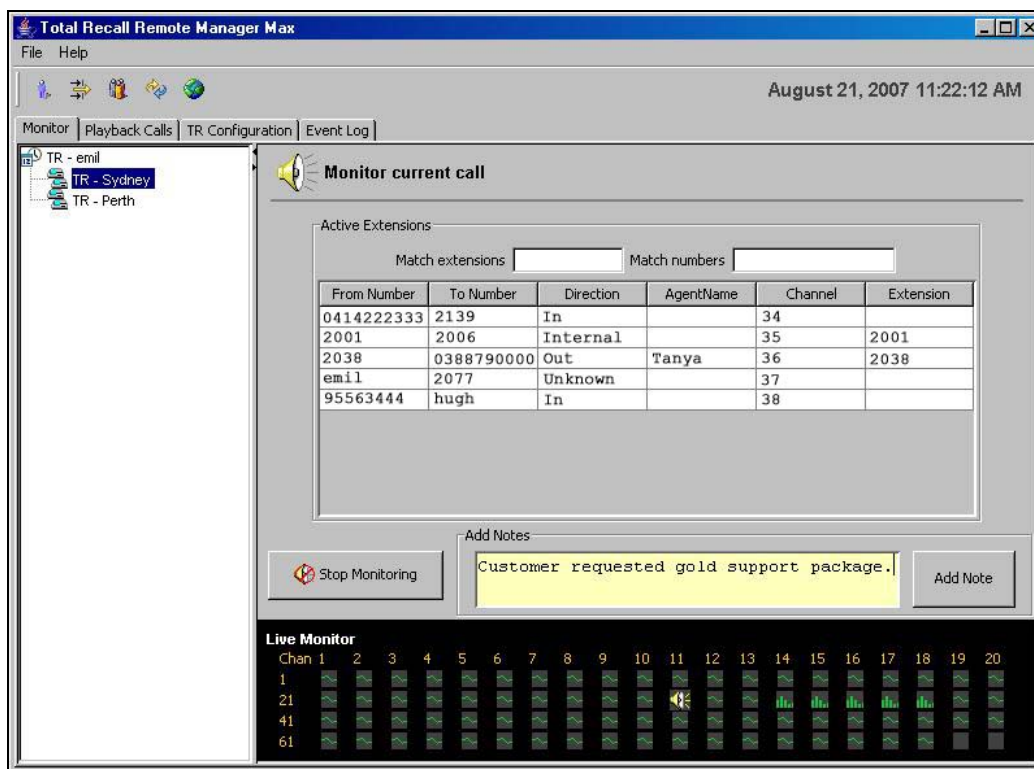 Total Recall Remote Manager Max
File Help
August 21, 2007 11:22:12 AM
Monitor Playback Calls TR Configuration Event Log
TR - emil
TR - Sydney
TR - Perth
Monitor current call
Active Extensions
Match extensions Match numbers
From Number To Number Direction AgentName Channel Extension
0414222333 2139 In 34
2001 2006 Internal 35 2001
2038 0388790000 Out Tanya 36 2038
emil 2077 Unknown 37
95563444 hugh In 38
Add Notes
Stop Monitoring
Customer requested gold support package.
Add Note
Live Monitor
Chan 1 2 3 4 5 6 7 8 9 10 11 12 13 14 15 16 17 18 19 20
1
21
41
61